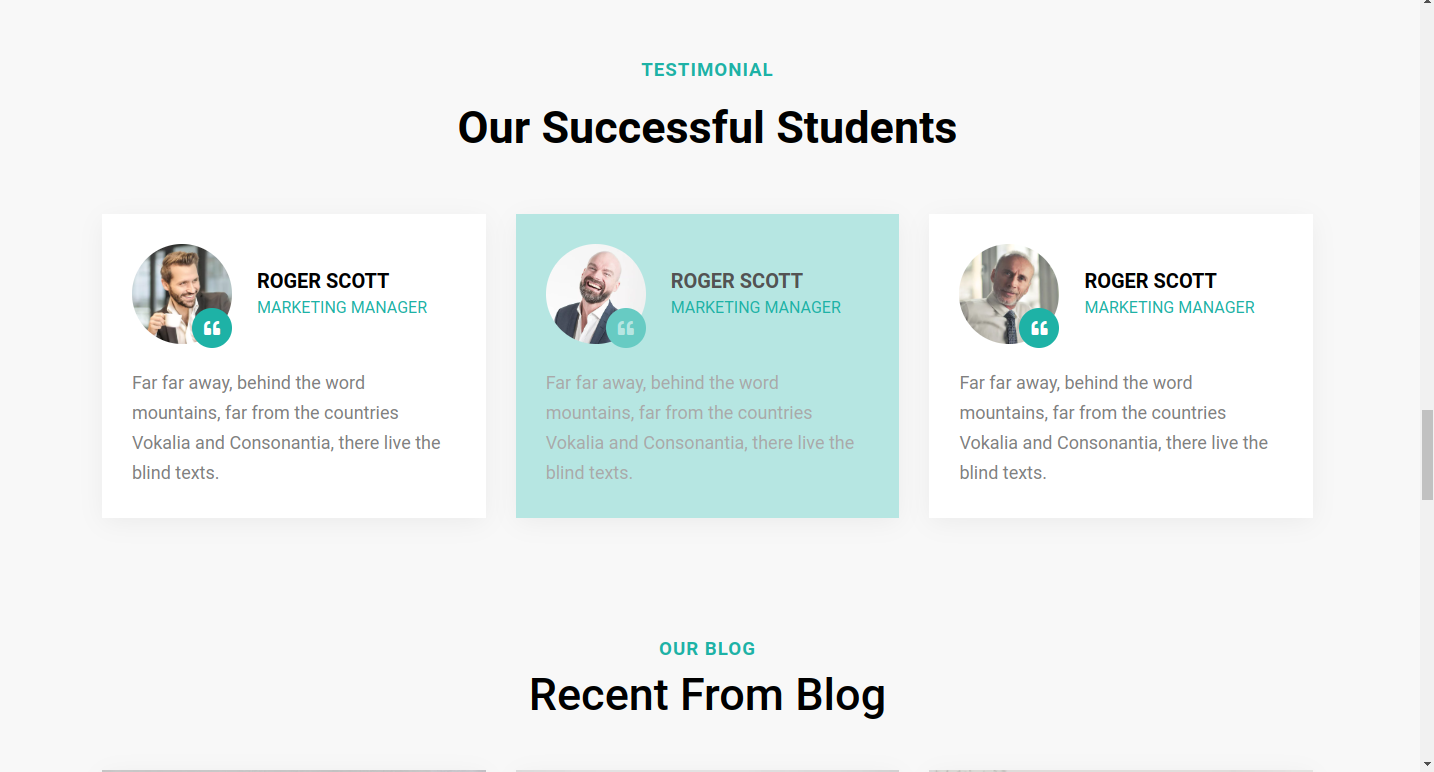 TESTIMONIAL
Our Successful Students
ROGER SCOTT
MARKETING MANAGER
Far far away, behind the word
mountains, far from the countries
Vokalia and Consonantia, there live the
blind texts.
ROGER SCOTT
MARKETING MANAGER
Far far away, behind the word
mountains, far from the countries
Vokalia and Consonantia, there live the
blind texts.
ROGER SCOTT
MARKETING MANAGER
Far far away, behind the word
mountains, far from the countries
Vokalia and Consonantia, there live the
blind texts.
OUR BLOG
Recent From Blog